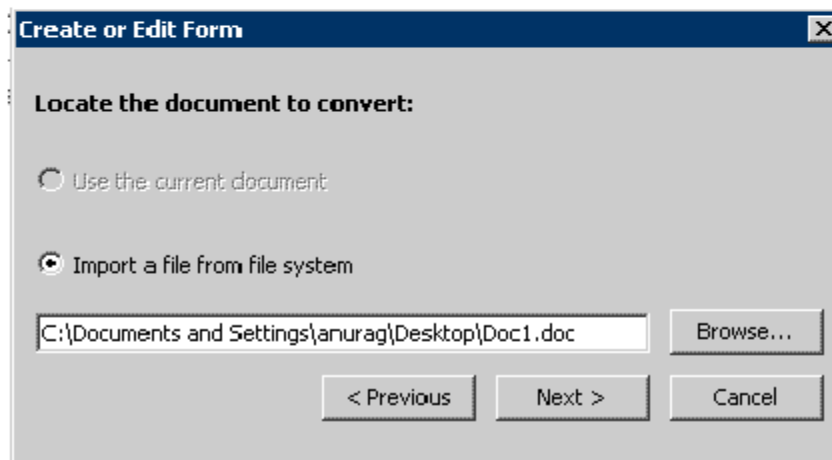 Create or Edit Form
Locate the document to convert:
Use the current document
Import a file from file system
C:\Documents and Settings\anurag\Desktop\Doc1.doc
Browse...
< Previous
Next >
Cancel